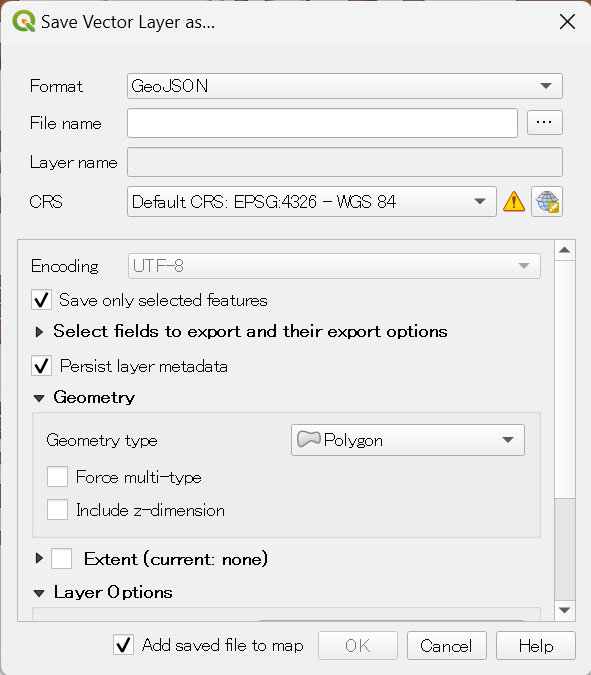 Save Vector Layer as...
Format GeoJSON
File name ...
Layer name
CRS Default CRS: EPSG:4326 - WGS 84
Encoding UTF-8
Save only selected features
Select fields to export and their export options
Persist layer metadata
Geometry
Geometry type Polygon
Force multi-type
Include z-dimension
Extent (current: none)
Layer Options
Add saved file to map OK Cancel Help